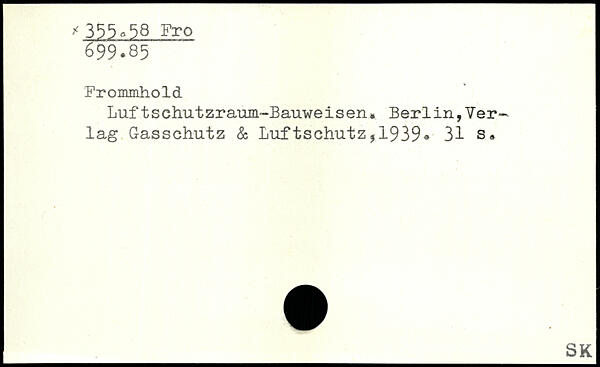 × 355.58 Fro
699.85
Frommhold
Luftschutzraum-Bauweisen. Berlin,Ver-
lag Gasschutz & Luftschutz,1939. 31 s.
SK